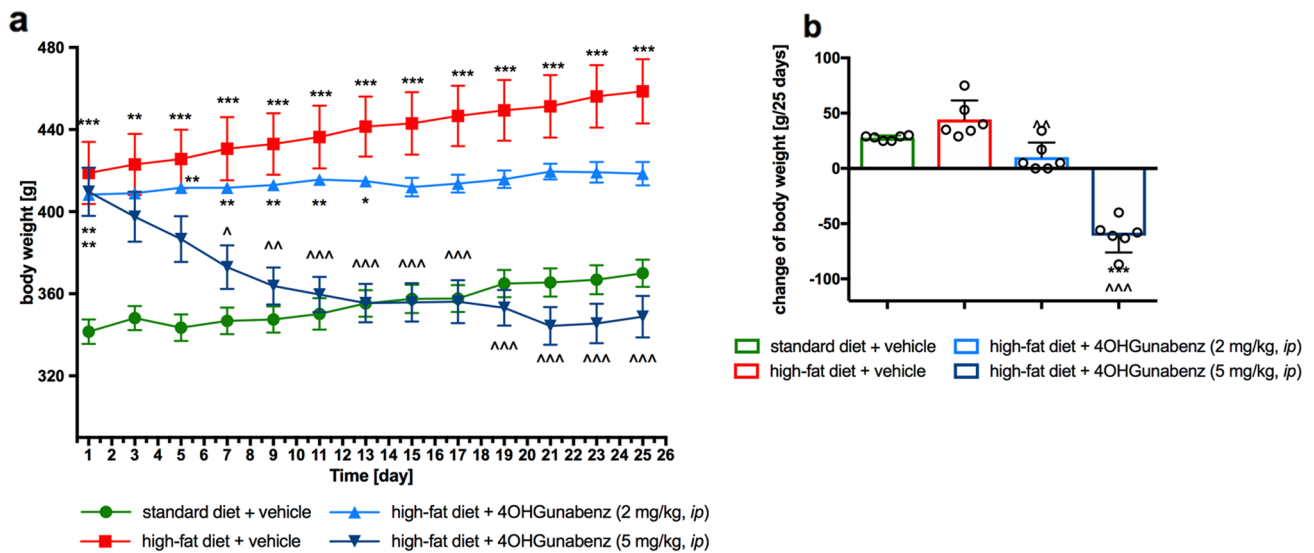 a
b
480
440
400
360
320
body weight [g]
*** ** *** *** *** *** *** *** *** *** *** *** ***
** ** ** ** *
**
**
^ ^^ ^^^ ^^^ ^^^ ^^^
^^^ ^^^ ^^^ ^^^
1 2 3 4 5 6 7 8 9 10 11 12 13 14 15 16 17 18 19 20 21 22 23 24 25 26
Time [day]
standard diet + vehicle
high-fat diet + 4OHGunabenz (2 mg/kg, ip)
high-fat diet + vehicle
high-fat diet + 4OHGunabenz (5 mg/kg, ip)
change of body weight [g/25 days]
100
50
0
-50
-100
^^
***
^^^
standard diet + vehicle
high-fat diet + 4OHGunabenz (2 mg/kg, ip)
high-fat diet + vehicle
high-fat diet + 4OHGunabenz (5 mg/kg, ip)